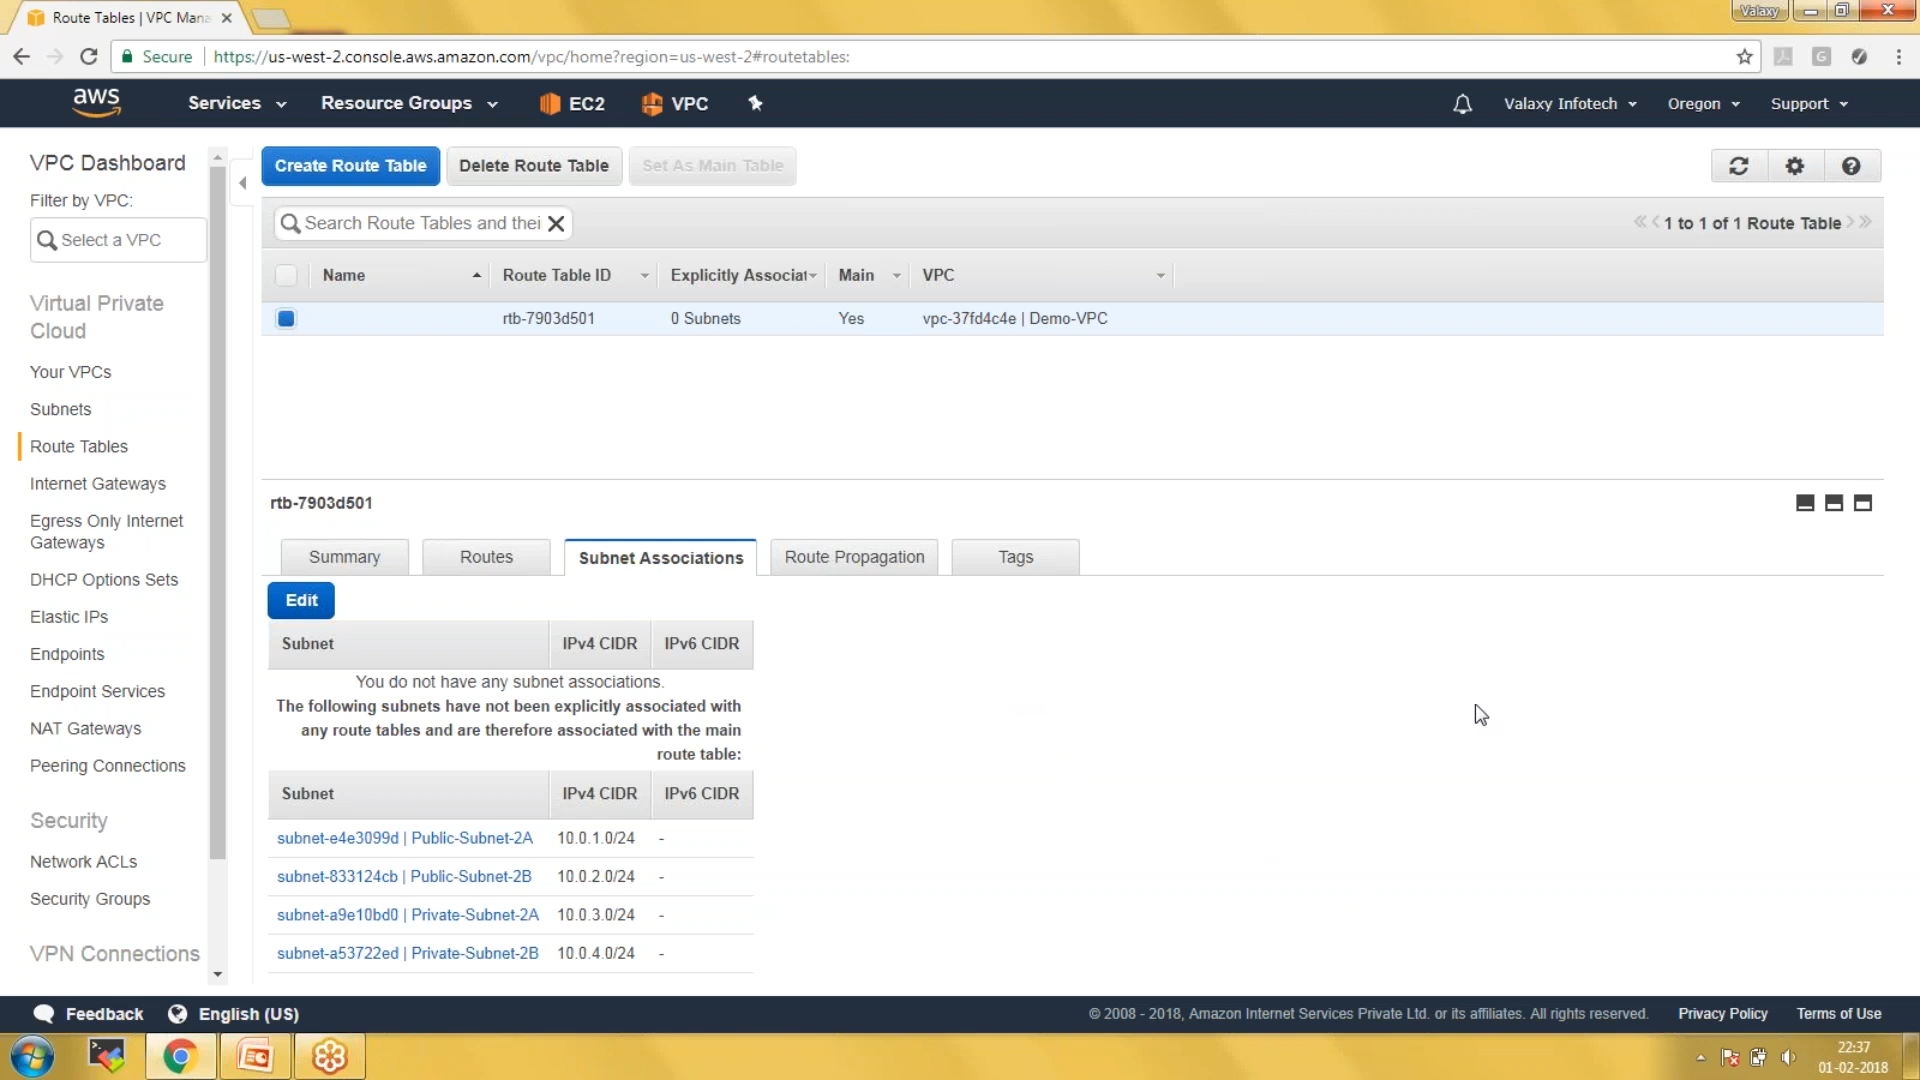 Route Tables | VPC Mana
Valaxy
Secure
https://us-west-2.console.aws.amazon.com/vpc/home?region=us-west-2#routetables:
aws
Services
Resource Groups
EC2
VPC
Valaxy Infotech
Oregon
Support
VPC Dashboard
Filter by VPC:
Select a VPC
Virtual Private
Cloud
Your VPCs
Subnets
Route Tables
Internet Gateways
Egress Only Internet
Gateways
DHCP Options Sets
Elastic IPs
Endpoints
Endpoint Services
NAT Gateways
Peering Connections
Security
Network ACLs
Security Groups
VPN Connections
Create Route Table
Delete Route Table
Set As Main Table
Search Route Tables and thei
1 to 1 of 1 Route Table
Name Route Table ID Explicitly Associat Main VPC
rtb-7903d501 0 Subnets Yes vpc-37fd4c4e | Demo-VPC
rtb-7903d501
Summary Routes Subnet Associations Route Propagation Tags
Edit
Subnet IPv4 CIDR IPv6 CIDR
You do not have any subnet associations.
The following subnets have not been explicitly associated with
any route tables and are therefore associated with the main
route table:
Subnet IPv4 CIDR IPv6 CIDR
subnet-e4e3099d | Public-Subnet-2A 10.0.1.0/24 -
subnet-833124cb | Public-Subnet-2B 10.0.2.0/24 -
subnet-a9e10bd0 | Private-Subnet-2A 10.0.3.0/24 -
subnet-a53722ed | Private-Subnet-2B 10.0.4.0/24 -
Feedback
English (US)
© 2008 - 2018, Amazon Internet Services Private Ltd. or its affiliates. All rights reserved.
Privacy Policy
Terms of Use
22:37
01-02-2018